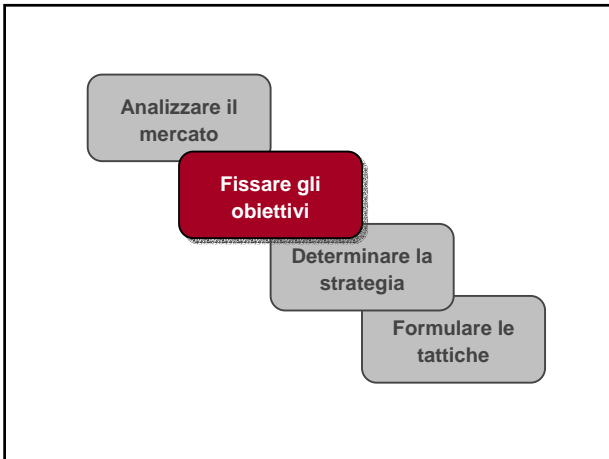 Analizzare il
mercato
Fissare gli
obiettivi
Determinare la
strategia
Formulare le
tattiche